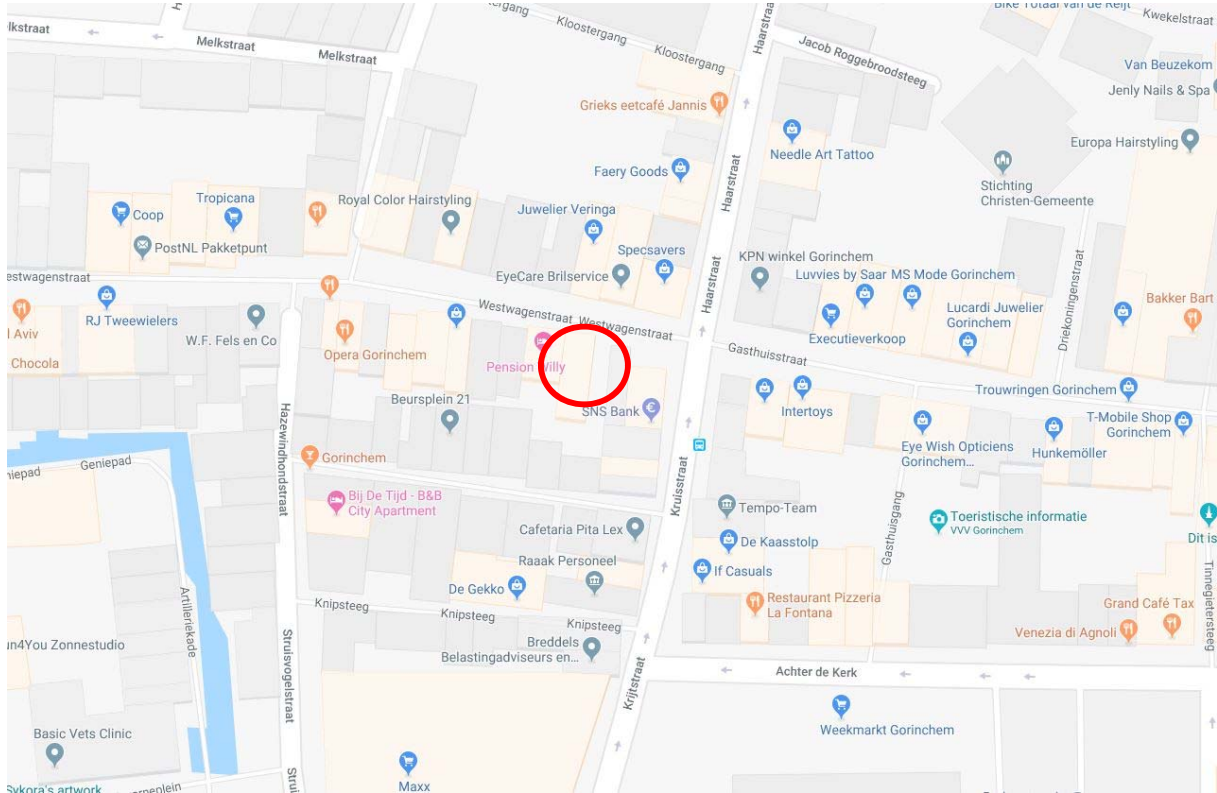 Kloostergang
Kloostergang
Haarstraat
Bike Totaal van de Reijt
Kwekelstraat
Melkstraat
Melkstraat
Jacob Roggebroodsteeg
Van Beuzekom
Jenly Nails & Spa
Grieks eetcafé Jannis
Needle Art Tattoo
Europa Hairstyling
Faery Goods
Haarstraat
Stichting
Christen-Gemeente
Tropicana
Royal Color Hairstyling
Coop
Juwelier Veringa
PostNL Pakketpunt
Specsavers
KPN winkel Gorinchem
EyeCare Brilservice
Luvvies by Saar
MS Mode Gorinchem
Haarstraat
Driekoningenstraat
Bakker Bart
Lucardi Juwelier
Gorinchem
RJ Tweewielers
Westwagenstraat
Westwagenstraat
W.F. Fels en Co
Executieverkoop
Opera Gorinchem
Gasthuisstraat
Chocola
Pension Willy
Trouwringen Gorinchem
Beursplein 21
SNS Bank
Intertoys
T-Mobile Shop
Gorinchem
Hazewindhondstraat
Eye Wish Opticiens
Gorinchem...
Hunkemöller
Geniepad
Gorinchem
Kruisstraat
Bij De Tijd - B&B
City Apartment
Tempo-Team
Gasthuisgang
Toeristische informatie
VVV Gorinchem
Cafetaria Pita Lex
De Kaasstolp
Dit is
Raaak Personeel
If Casuals
De Gekko
Artilleriekade
Tinnegietersteeg
Knipsteeg
Knipsteeg
Knipsteeg
Restaurant Pizzeria
La Fontana
Grand Café Tax
Venezia di Agnoli
Struisvogelstraat
Breddels
Belastingadviseurs en...
Krijtstraat
Achter de Kerk
Weekmarkt Gorinchem
Basic Vets Clinic
Maxx